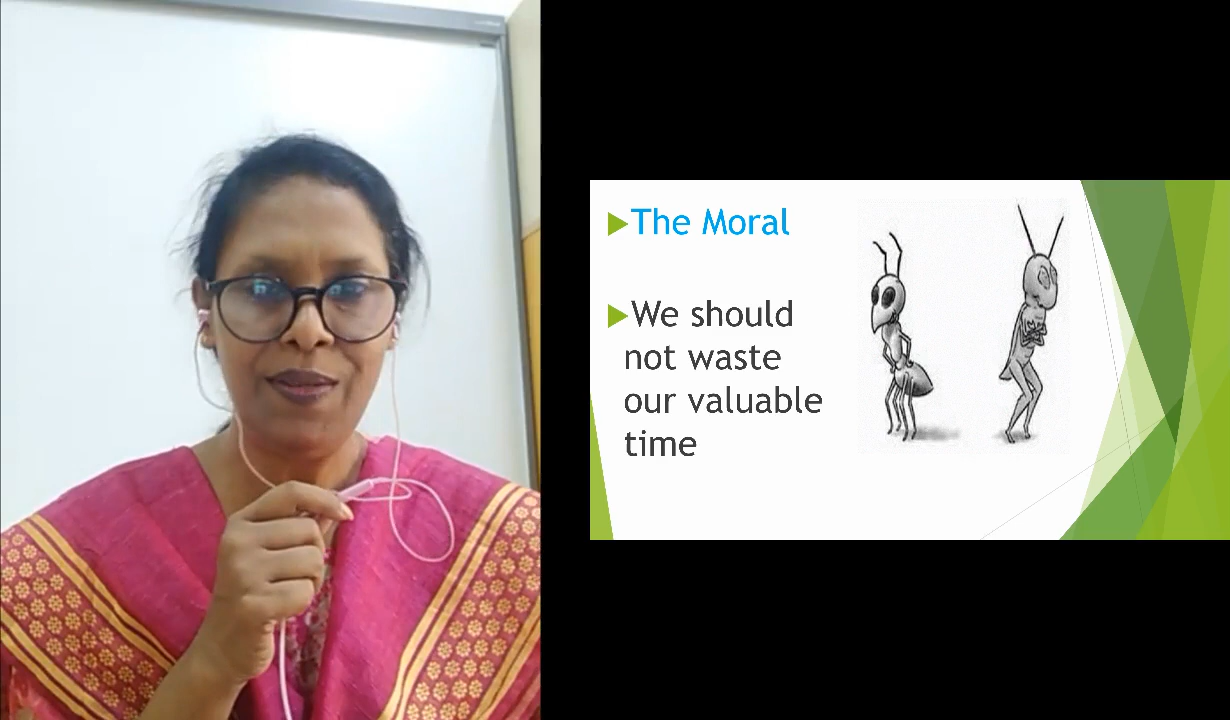 The Moral
We should
not waste
our valuable
time